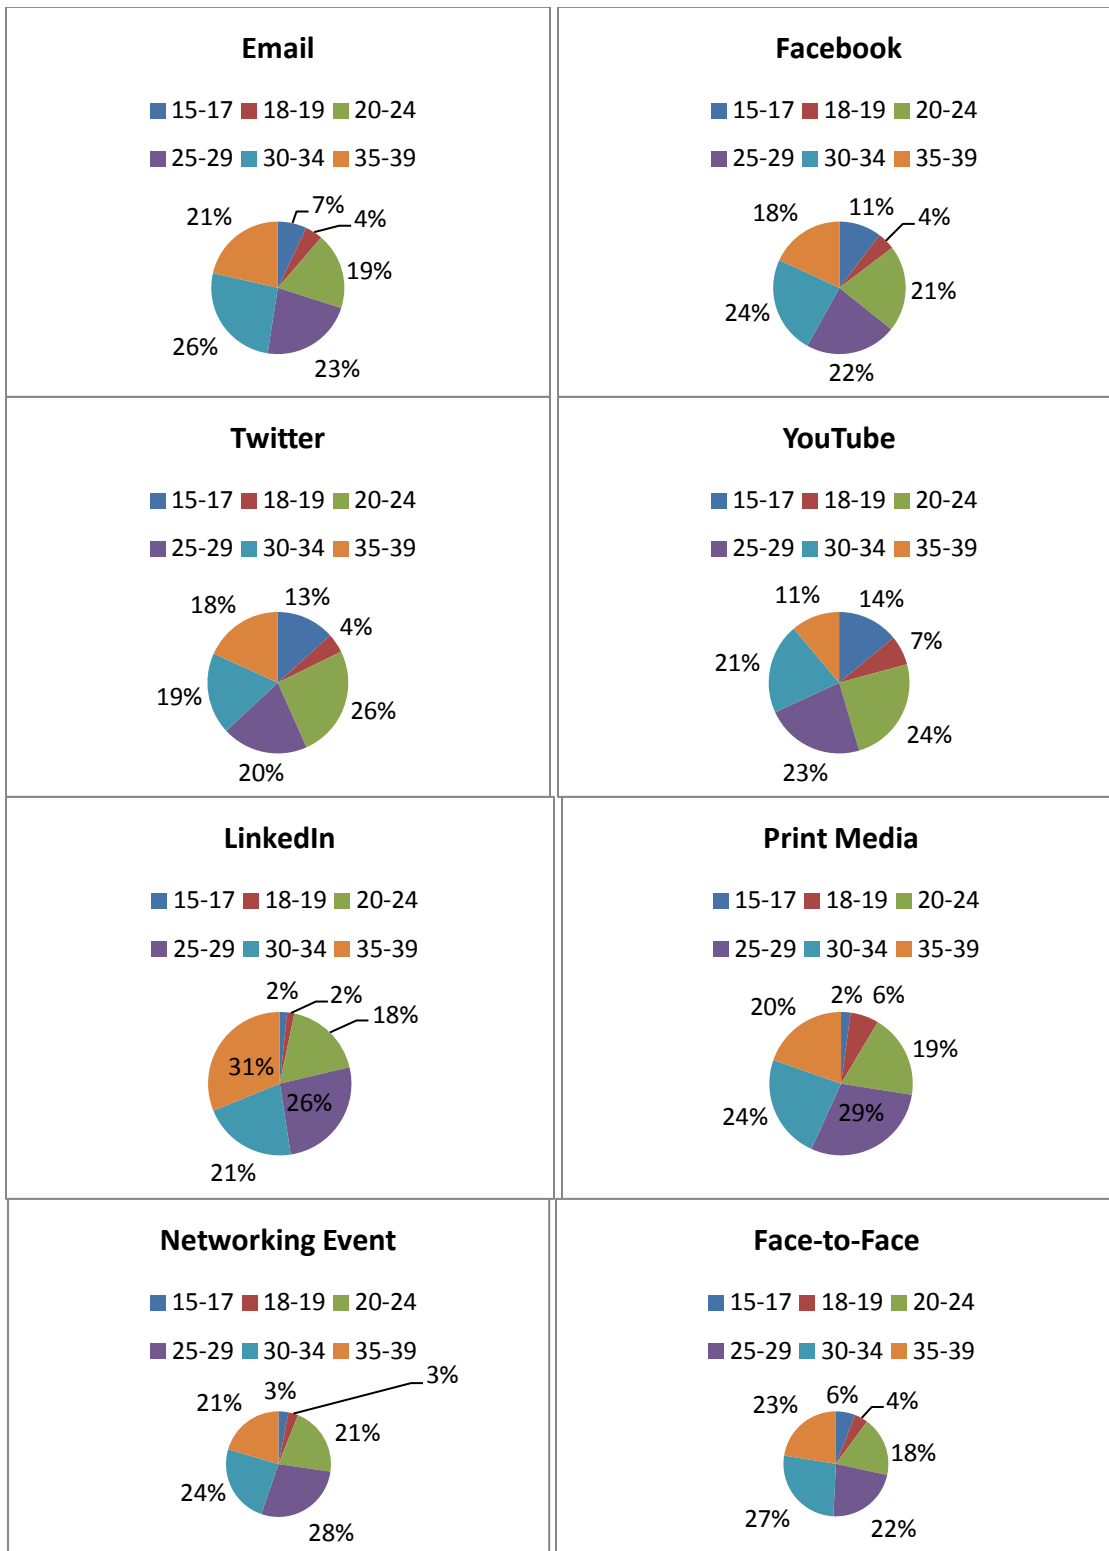 Email
15-17 18-19 20-24
25-29 30-34 35-39
7%
4%
19%
23%
26%
21%
Facebook
15-17 18-19 20-24
25-29 30-34 35-39
11%
4%
21%
22%
24%
18%
Twitter
15-17 18-19 20-24
25-29 30-34 35-39
13%
4%
26%
20%
19%
18%
YouTube
15-17 18-19 20-24
25-29 30-34 35-39
14%
7%
24%
23%
21%
11%
LinkedIn
15-17 18-19 20-24
25-29 30-34 35-39
2%
2%
18%
26%
21%
31%
Print Media
15-17 18-19 20-24
25-29 30-34 35-39
2%
6%
19%
29%
24%
20%
Networking Event
15-17 18-19 20-24
25-29 30-34 35-39
3%
3%
21%
28%
24%
21%
Face-to-Face
15-17 18-19 20-24
25-29 30-34 35-39
6%
4%
18%
22%
27%
23%